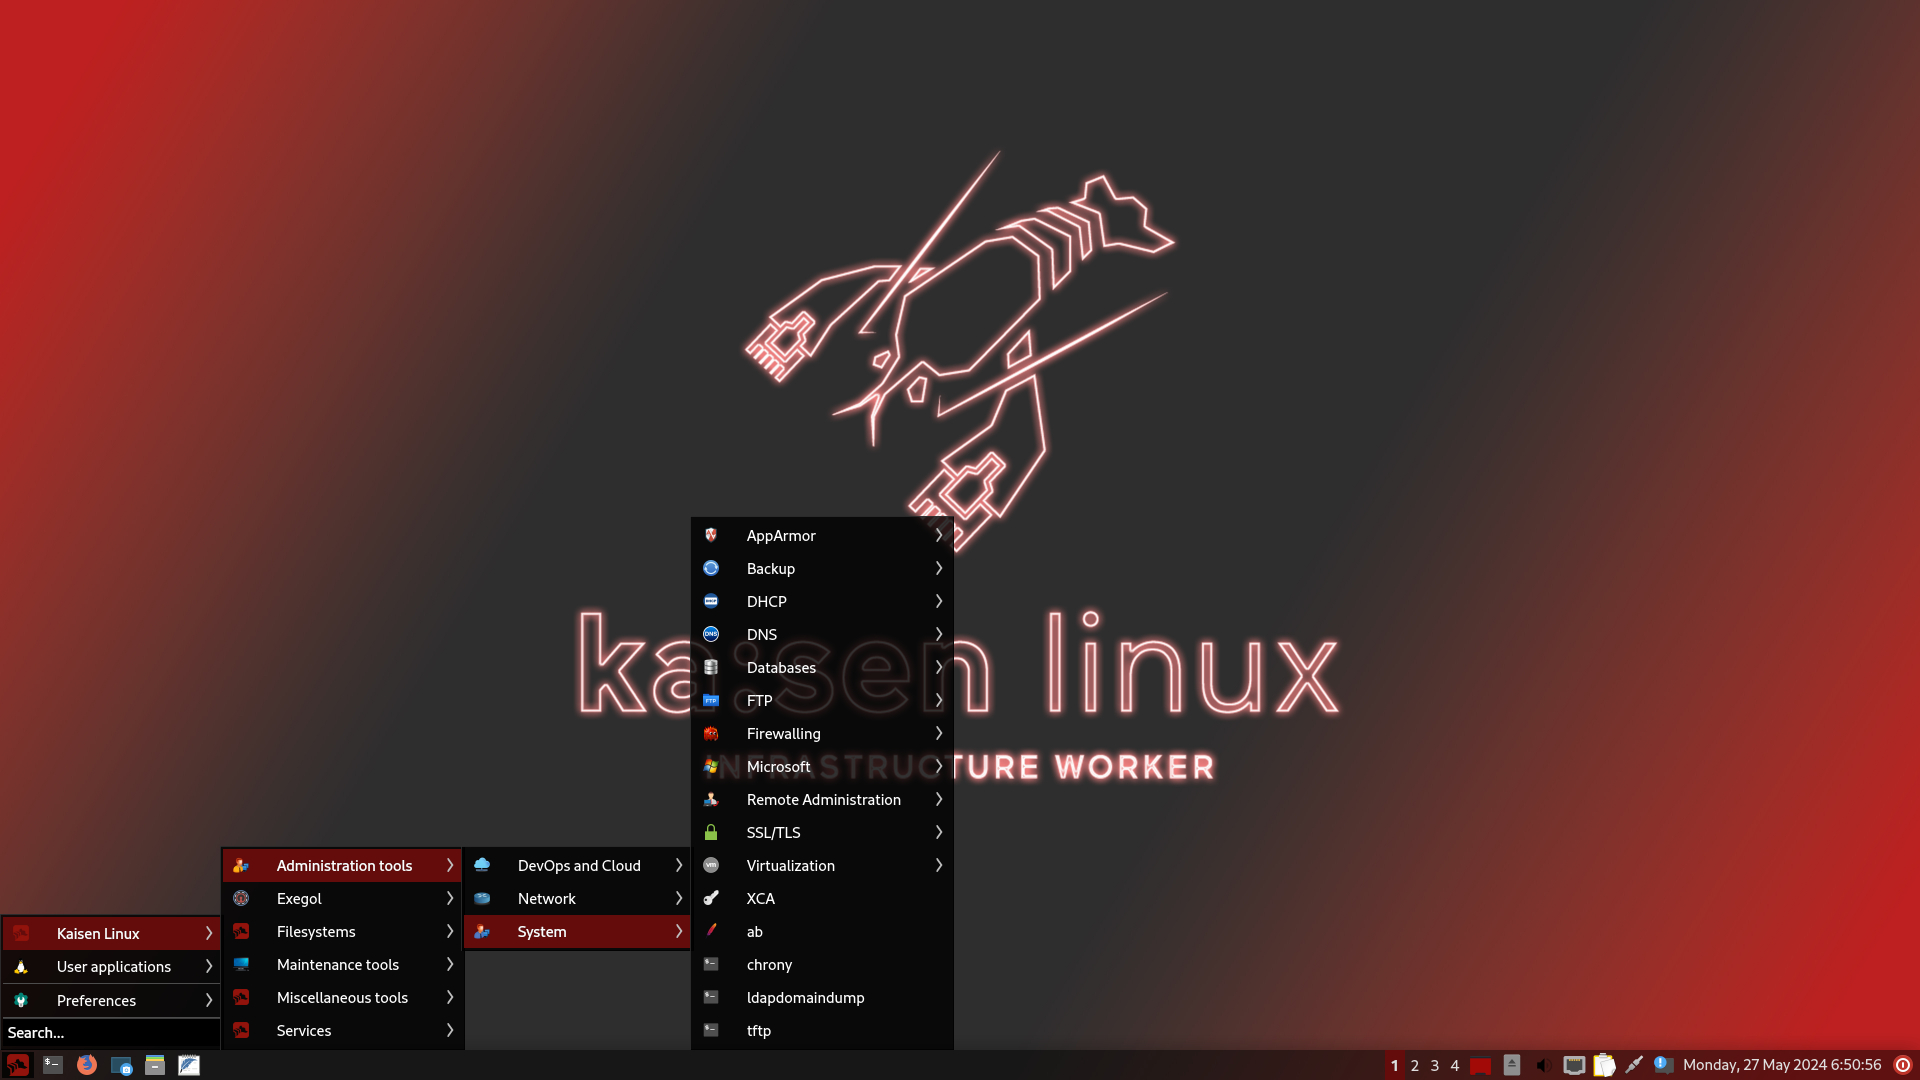 ka:sen linux
INFRASTRUCTURE WORKER
AppArmor
Backup
DHCP
DNS
Databases
FTP
Firewalling
Microsoft
Remote Administration
SSL/TLS
Virtualization
XCA
ab
chrony
ldapdomaindump
tftp
DevOps and Cloud
Network
System
Administration tools
Exegol
Filesystems
Maintenance tools
Miscellaneous tools
Services
Kaisen Linux
User applications
Preferences
Search...
1 2 3 4 Monday, 27 May 2024 6:50:56